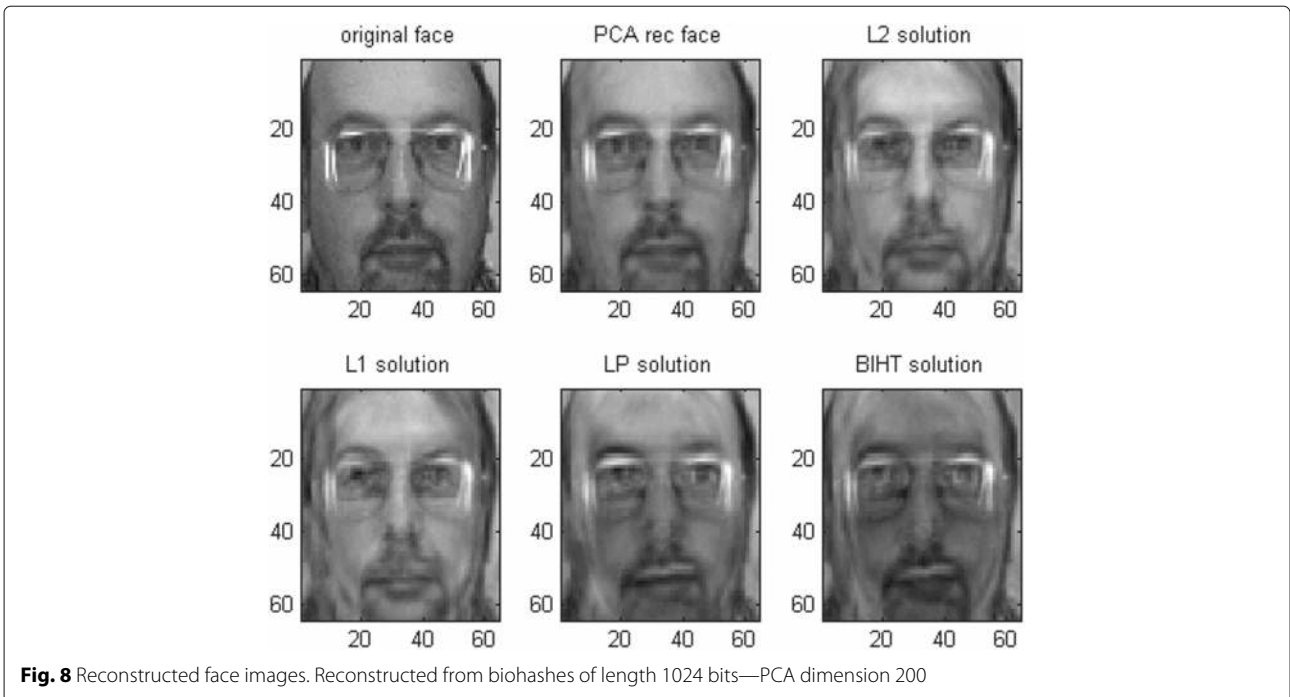 original face
PCA rec face
L2 solution
20
40
60
20 40 60
20
40
60
20 40 60
20
40
60
20 40 60
L1 solution
LP solution
BIHT solution
20
40
60
20 40 60
20
40
60
20 40 60
20
40
60
20 40 60
Fig. 8 Reconstructed face images. Reconstructed from biohashes of length 1024 bits—PCA dimension 200